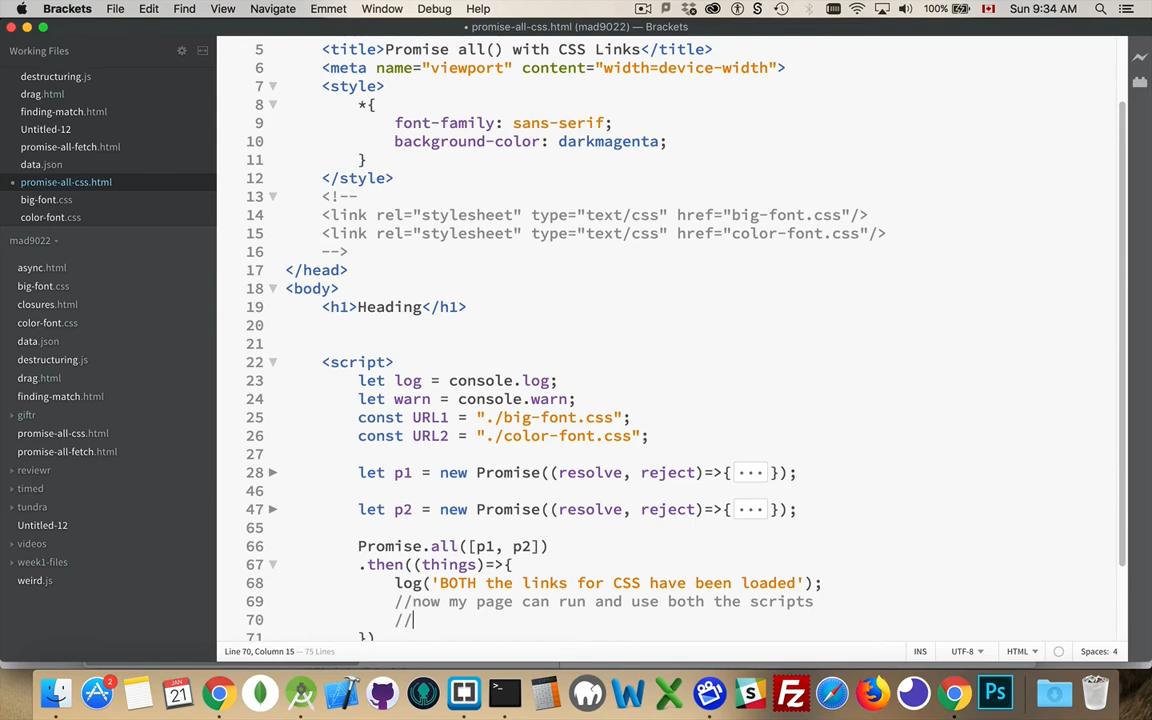 Brackets File Edit Find View Navigate Emmet Window Debug Help 100% Sun 9:34 AM
• promise-all-css.html (mad9022) — Brackets
Working Files
destructuring.js
drag.html
finding-match.html
Untitled-12
promise-all-fetch.html
data.json
promise-all-css.html
big-font.css
color-font.css
mad9022
async.html
big-font.css
closures.html
color-font.css
data.json
destructuring.js
drag.html
finding-match.html
giftr
promise-all-css.html
promise-all-fetch.html
reviewr
timed
tundra
Untitled-12
videos
week1-files
weird.js
5 <title>Promise all() with CSS Links</title>
6 <meta name="viewport" content="width=device-width">
7 <style>
8 *{
9 font-family: sans-serif;
10 background-color: darkmagenta;
11 }
12 </style>
13 <!--
14 <link rel="stylesheet" type="text/css" href="big-font.css"/>
15 <link rel="stylesheet" type="text/css" href="color-font.css"/>
16 -->
17 </head>
18 <body>
19 <h1>Heading</h1>
20
21
22 <script>
23 let log = console.log;
24 let warn = console.warn;
25 const URL1 = "./big-font.css";
26 const URL2 = "./color-font.css";
27
28 let p1 = new Promise((resolve, reject)=>{ ••• });
46
47 let p2 = new Promise((resolve, reject)=>{ ••• });
65
66 Promise.all([p1, p2])
67 .then((things)=>{
68 log('BOTH the links for CSS have been loaded');
69 //now my page can run and use both the scripts
70 //
71 })
Line 70, Column 15 — 75 Lines INS UTF-8 HTML Spaces: 4
2 JAN 21 W X S FZ Ps